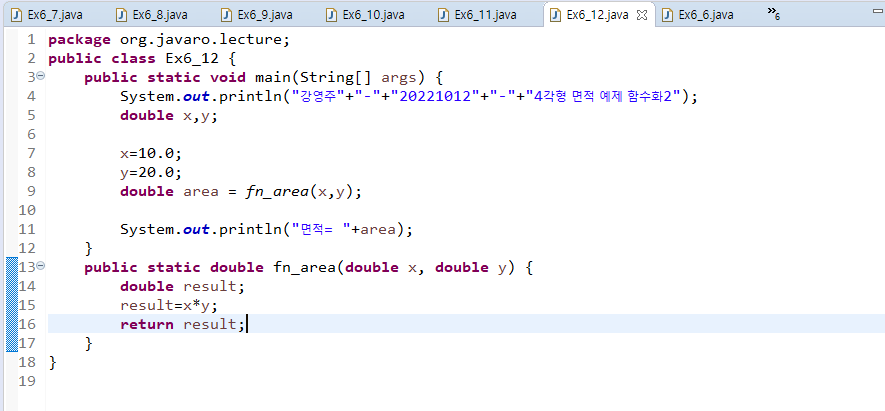 Ex6_7.java Ex6_8.java Ex6_9.java Ex6_10.java Ex6_11.java Ex6_12.java Ex6_6.java »6
1 package org.javaro.lecture;
2 public class Ex6_12 {
3 public static void main(String[] args) {
4 System.out.println("강영주"+"-"+"20221012"+"-"+"4각형 면적 예제 함수화2");
5 double x,y;
6
7 x=10.0;
8 y=20.0;
9 double area = fn_area(x,y);
10
11 System.out.println("면적= "+area);
12 }
13 public static double fn_area(double x, double y) {
14 double result;
15 result=x*y;
16 return result;
17 }
18 }
19